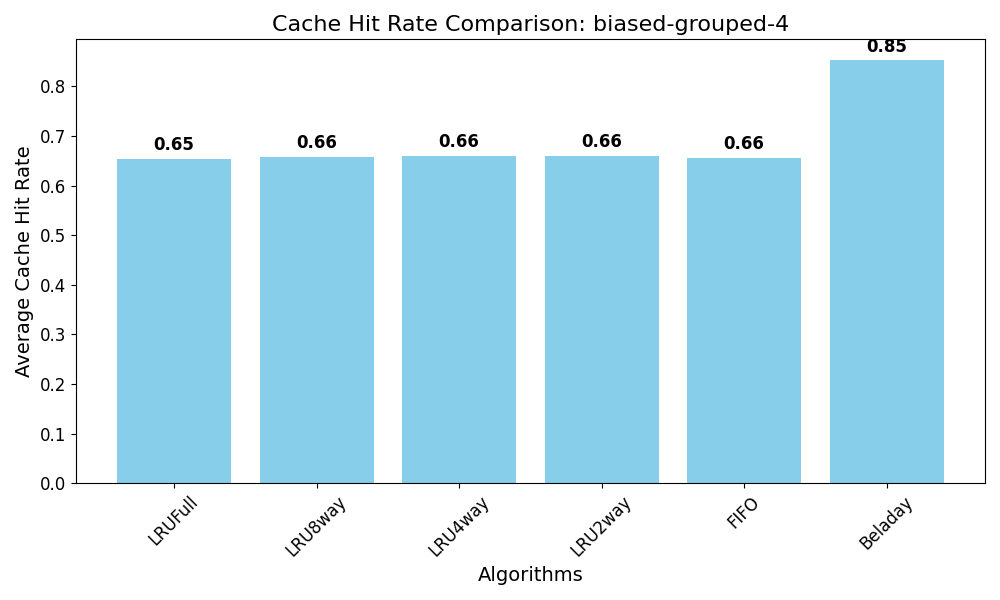 Cache Hit Rate Comparison: biased-grouped-4
Average Cache Hit Rate
0.8
0.7
0.6
0.5
0.4
0.3
0.2
0.1
0.0
0.65
0.66
0.66
0.66
0.66
0.85
LRUFull
LRU8way
LRU4way
LRU2way
FIFO
Beladay
Algorithms